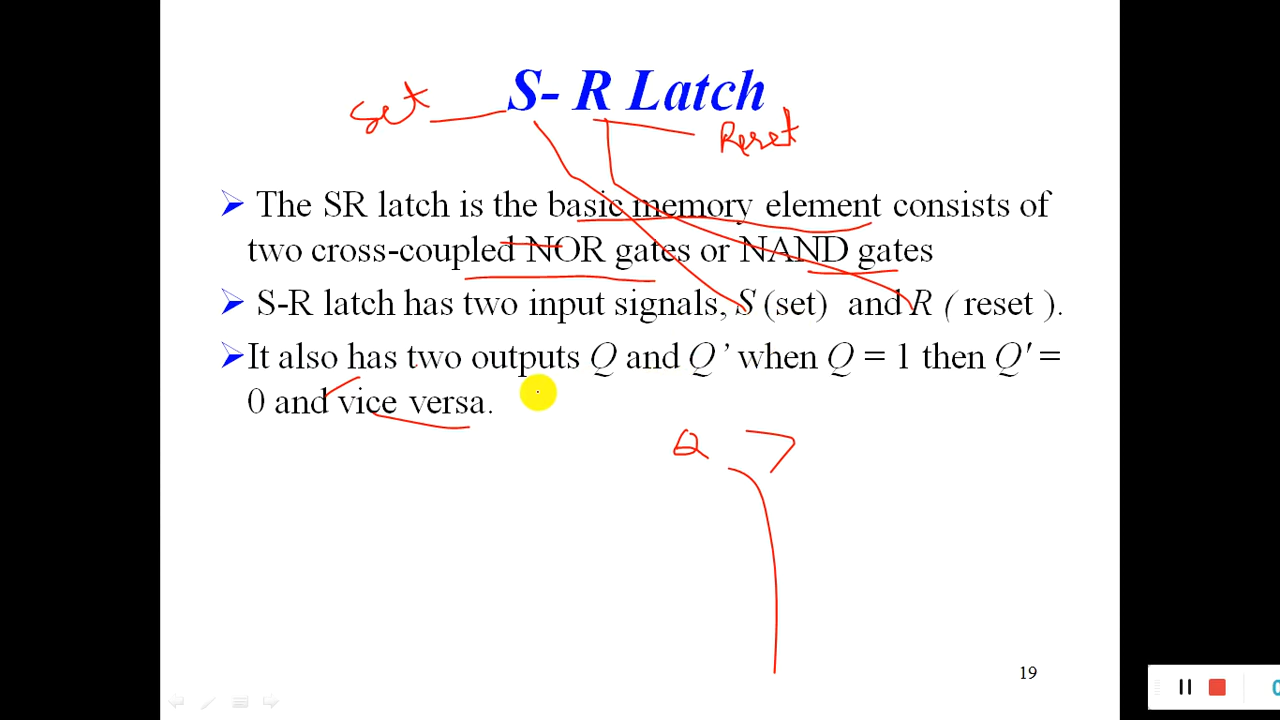 S- R Latch
Set
Reset
➢ The SR latch is the basic memory element consists of
two cross-coupled NOR gates or NAND gates
➢ S-R latch has two input signals, S (set) and R ( reset ).
➢It also has two outputs Q and Q ’ when Q = 1 then Q′ =
0 and vice versa.
Q
19